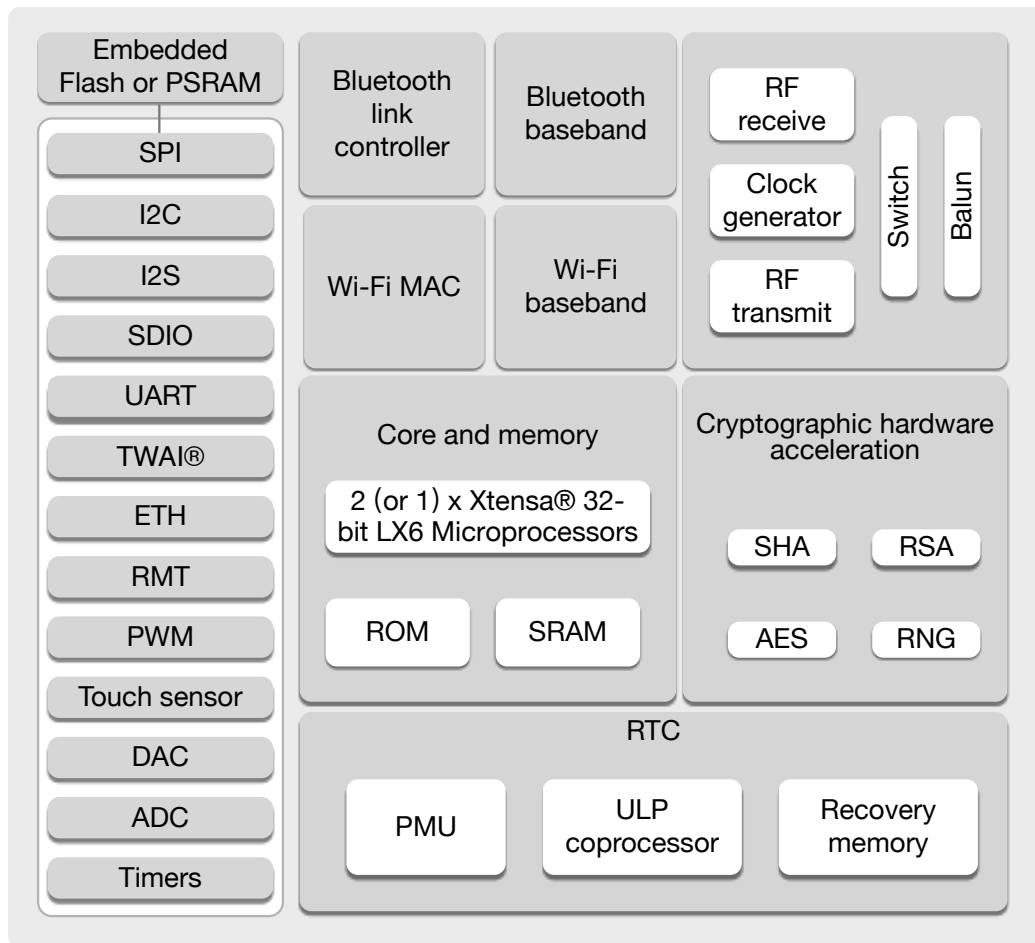 Embedded
Flash or PSRAM
SPI
I2C
I2S
SDIO
UART
TWAI®
ETH
RMT
PWM
Touch sensor
DAC
ADC
Timers
Bluetooth
link
controller
Bluetooth
baseband
Wi-Fi MAC
Wi-Fi
baseband
RF
receive
Clock
generator
RF
transmit
Switch
Balun
Core and memory
2 (or 1) x Xtensa® 32-
bit LX6 Microprocessors
ROM
SRAM
Cryptographic hardware
acceleration
SHA
RSA
AES
RNG
RTC
PMU
ULP
coprocessor
Recovery
memory